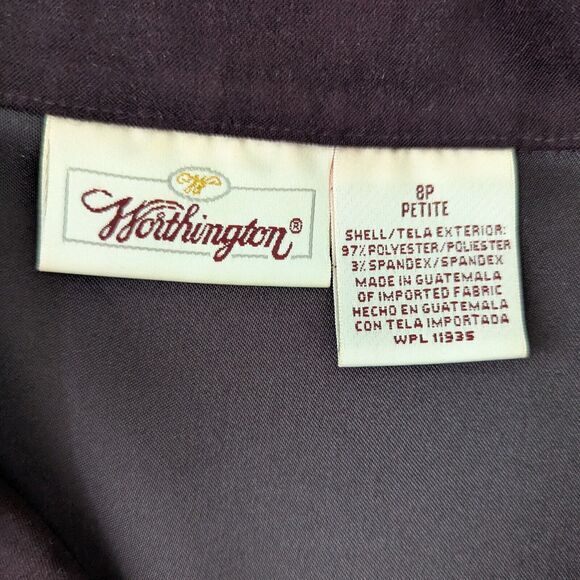 Worthington®
8P
PETITE
SHELL/TELA EXTERIOR:
97% POLYESTER/POLIESTER
3% SPANDEX/SPANDEX
MADE IN GUATEMALA
OF IMPORTED FABRIC
HECHO EN GUATEMALA
CON TELA IMPORTADA
WPL 11935